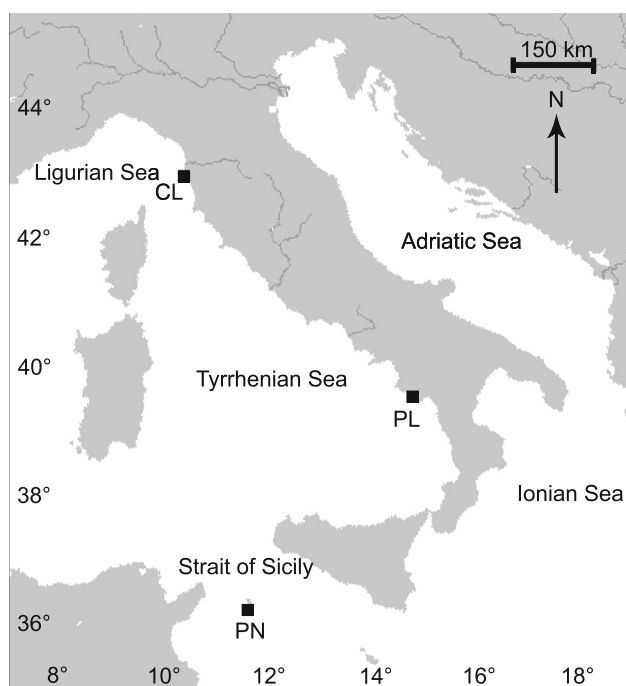 150 km
N
44°
Ligurian Sea
CL
42°
Adriatic Sea
40°
Tyrrhenian Sea
PL
38°
Ionian Sea
Strait of Sicily
36°
PN
8° 10° 12° 14° 16° 18°